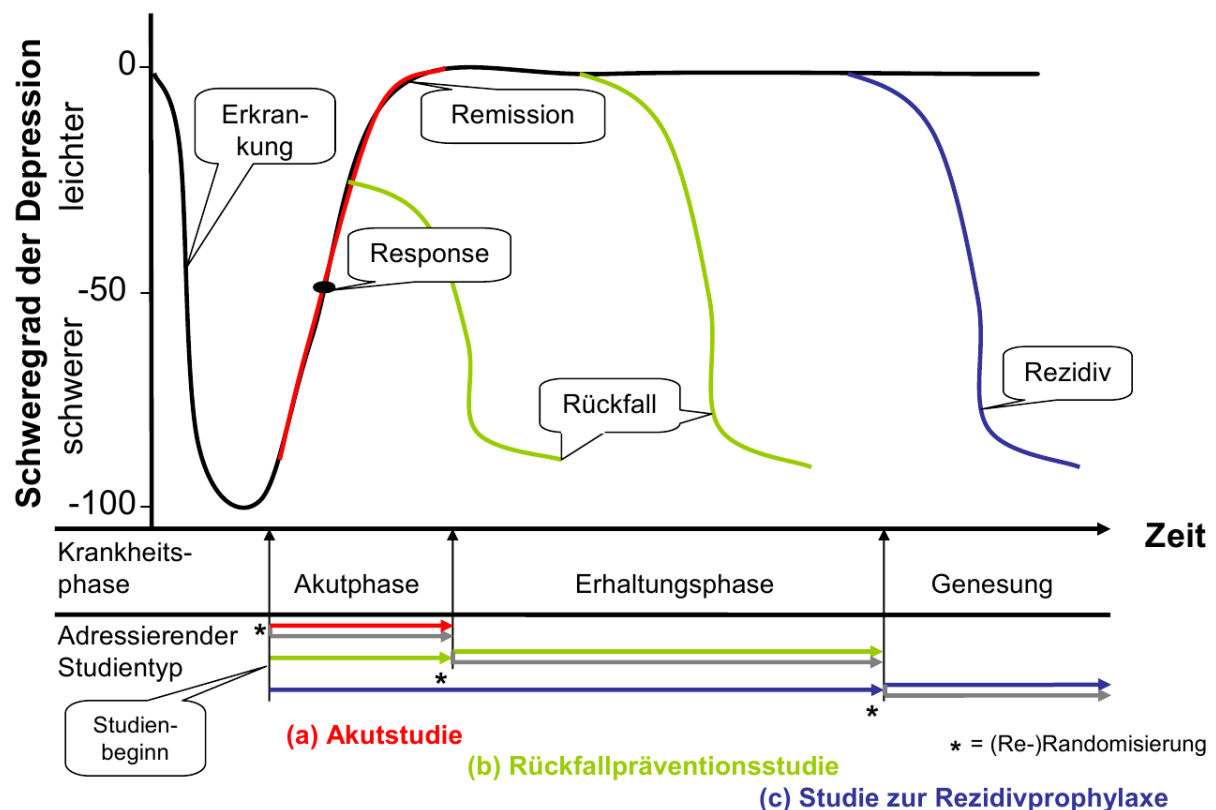 Schweregrad der Depression
schwerer leichter
0
-50
-100
Erkran-
kung
Remission
Response
Rückfall
Rezidiv
Zeit
Krankheits-
phase
Akutphase
Erhaltungsphase
Genesung
Adressierender
Studientyp
*
*
*
Studien-
beginn
(a) Akutstudie
* = (Re-)Randomisierung
(b) Rückfallpräventionsstudie
(c) Studie zur Rezidivprophylaxe